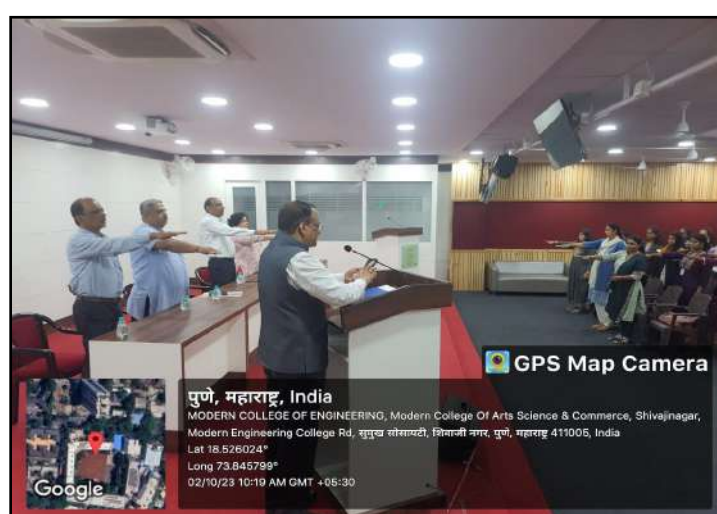 GPS Map Camera
पुणे, महाराष्ट्र, India
MODERN COLLEGE OF ENGINEERING, Modern College Of Arts Science & Commerce, Shivajinagar,
Modern Engineering College Rd, सुमुख सोसायटी, शिवाजी नगर, पुणे, महाराष्ट्र 411005, India
Lat 18.526024°
Long 73.845799°
02/10/23 10:19 AM GMT +05:30
Google